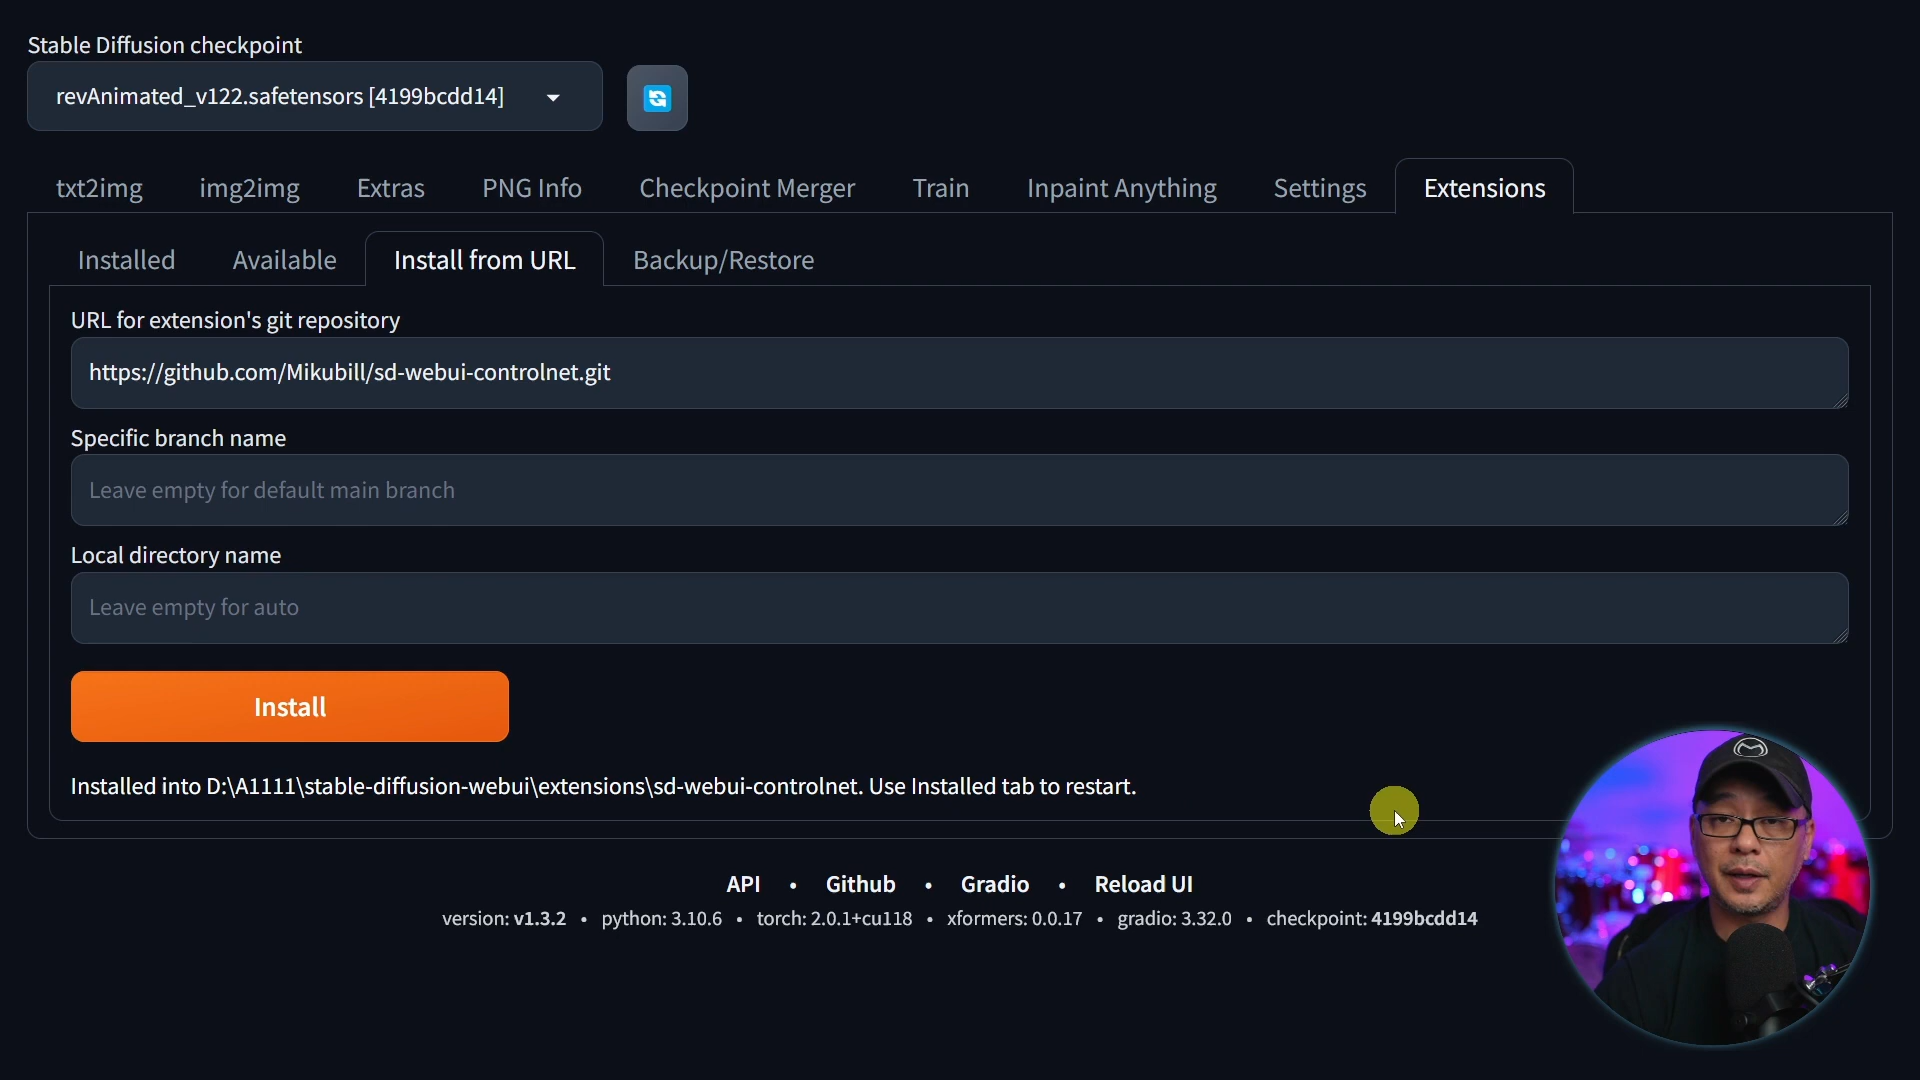 Stable Diffusion checkpoint
revAnimated_v122.safetensors [4199bcdd14]
txt2img img2img Extras PNG Info Checkpoint Merger Train Inpaint Anything Settings Extensions
Installed Available Install from URL Backup/Restore
URL for extension's git repository
https://github.com/Mikubill/sd-webui-controlnet.git
Specific branch name
Leave empty for default main branch
Local directory name
Leave empty for auto
Install
Installed into D:\A1111\stable-diffusion-webui\extensions\sd-webui-controlnet. Use Installed tab to restart.
API • Github • Gradio • Reload UI
version: v1.3.2 • python: 3.10.6 • torch: 2.0.1+cu118 • xformers: 0.0.17 • gradio: 3.32.0 • checkpoint: 4199bcdd14